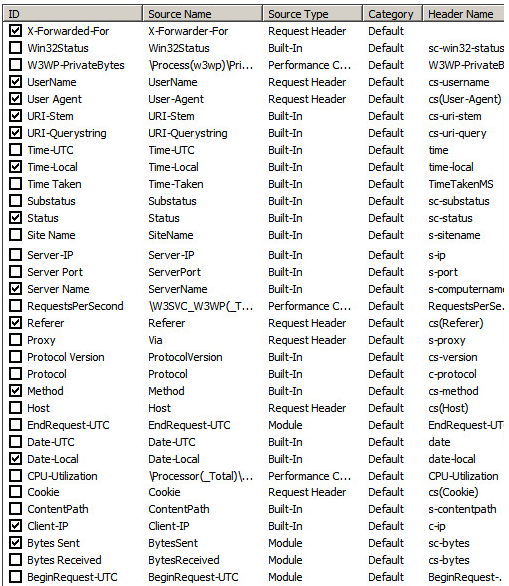 ID Source Name Source Type Category Header Name
X-Forwarded-For X-Forwarder-For Request Header Default
Win32Status Win32Status Built-In Default sc-win32-status
W3WP-PrivateBytes \Process(w3wp)\Pri... Performance C... Default W3WP-PrivateB
UserName UserName Request Header Default cs-username
User Agent User-Agent Request Header Default cs(User-Agent)
URI-Stem URI-Stem Built-In Default cs-uri-stem
URI-Querystring URI-Querystring Built-In Default cs-uri-query
Time-UTC Time-UTC Built-In Default time
Time-Local Time-Local Built-In Default time-local
Time Taken Time-Taken Built-In Default TimeTakenMS
Substatus Substatus Built-In Default sc-substatus
Status Status Built-In Default sc-status
Site Name SiteName Built-In Default s-sitename
Server-IP Server-IP Built-In Default s-ip
Server Port ServerPort Built-In Default s-port
Server Name ServerName Built-In Default s-computernam
RequestsPerSecond \W3SVC_W3WP(_T... Performance C... Default RequestsPerSe.
Referer Referer Request Header Default cs(Referer)
Proxy Via Request Header Default s-proxy
Protocol Version ProtocolVersion Built-In Default cs-version
Protocol Protocol Built-In Default c-protocol
Method Method Built-In Default cs-method
Host Host Request Header Default cs(Host)
EndRequest-UTC EndRequest-UTC Module Default EndRequest-UT
Date-UTC Date-UTC Built-In Default date
Date-Local Date-Local Built-In Default date-local
CPU-Utilization \Processor(_Total)\... Performance C... Default CPU-Utilization
Cookie Cookie Request Header Default cs(Cookie)
ContentPath ContentPath Built-In Default s-contentpath
Client-IP Client-IP Built-In Default c-ip
Bytes Sent BytesSent Module Default sc-bytes
Bytes Received BytesReceived Module Default cs-bytes
BeginRequest-UTC BeginRequest-UTC Module Default BeginRequest-.